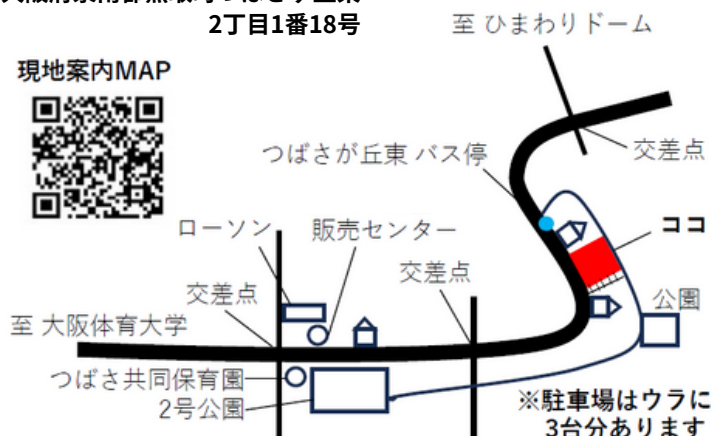 2丁目1番18号
至 ひまわりドーム
現地案内MAP
交差点
つばさが丘東 バス停
ローソン
販売センター
ココ
交差点
交差点
公園
至 大阪体育大学
つばさ共同保育園
2号公園
※駐車場はウラに
3台分あります